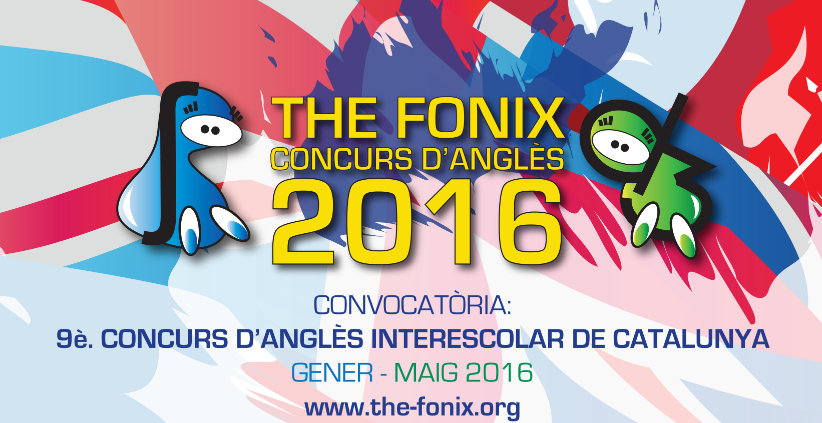 THE FONIX
CONCURS D'ANGLÈS
2016
CONVOCATÒRIA:
9è. CONCURS D'ANGLÈS INTERESCOLAR DE CATALUNYA
GENER - MAIG 2016
www.the-fonix.org